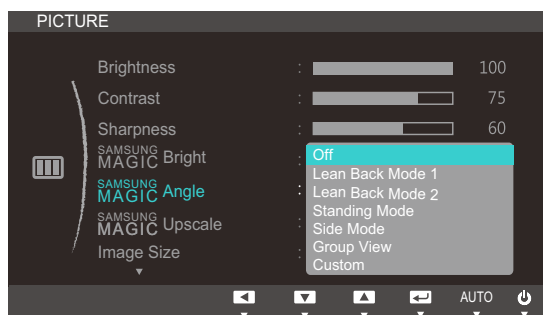 PICTURE
Brightness : 100
Contrast : 75
Sharpness : 60
SAMSUNG MAGIC Bright :
SAMSUNG MAGIC Angle :
SAMSUNG MAGIC Upscale :
Image Size :
Off
Lean Back Mode 1
Lean Back Mode 2
Standing Mode
Side Mode
Group View
Custom
AUTO